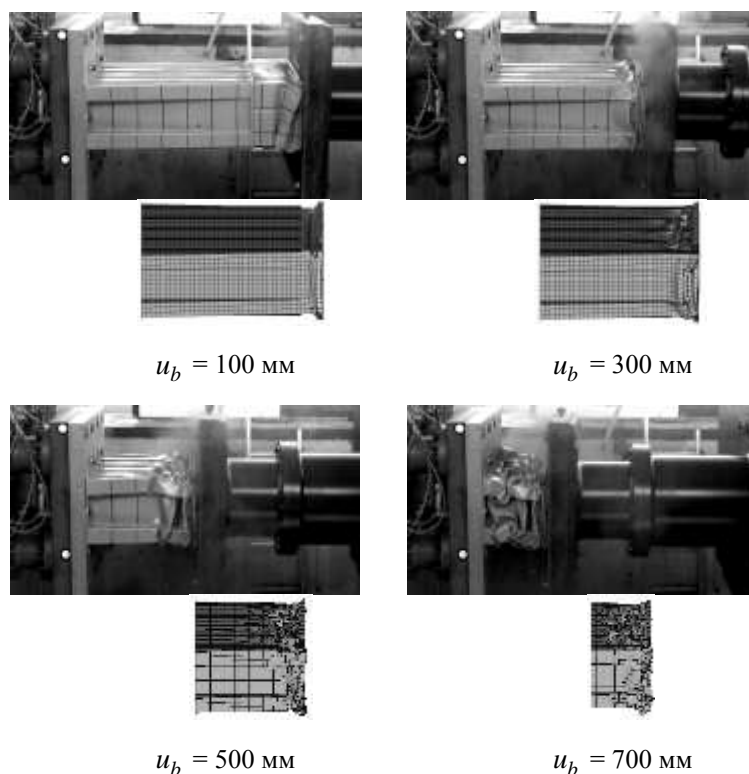 u_b = 100 мм
u_b = 300 мм
u_b = 500 мм
u_b = 700 мм